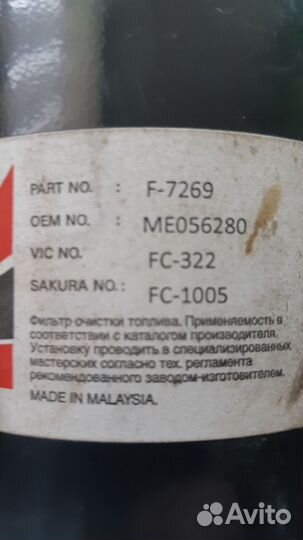 PART NO. : F-7269
OEM NO. : ME056280
VIC NO. : FC-322
SAKURA NO.: FC-1005
Фильтр очистки топлива. Применяемость в
соответствии с каталогом производителя.
Установку проводить в специализированных
мастерских согласно тех. регламента
рекомендованного заводом-изготовителем.
MADE IN MALAYSIA.
Avito